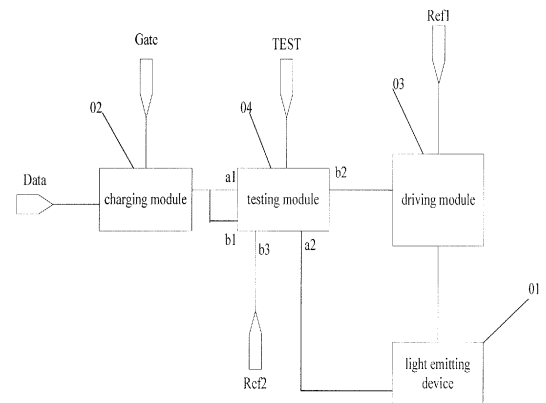 Ref1
Gate
TEST
03
02
04
Data
a1
b2
charging module
testing module
driving module
b1
b3
a2
01
light emitting
device
Ref2